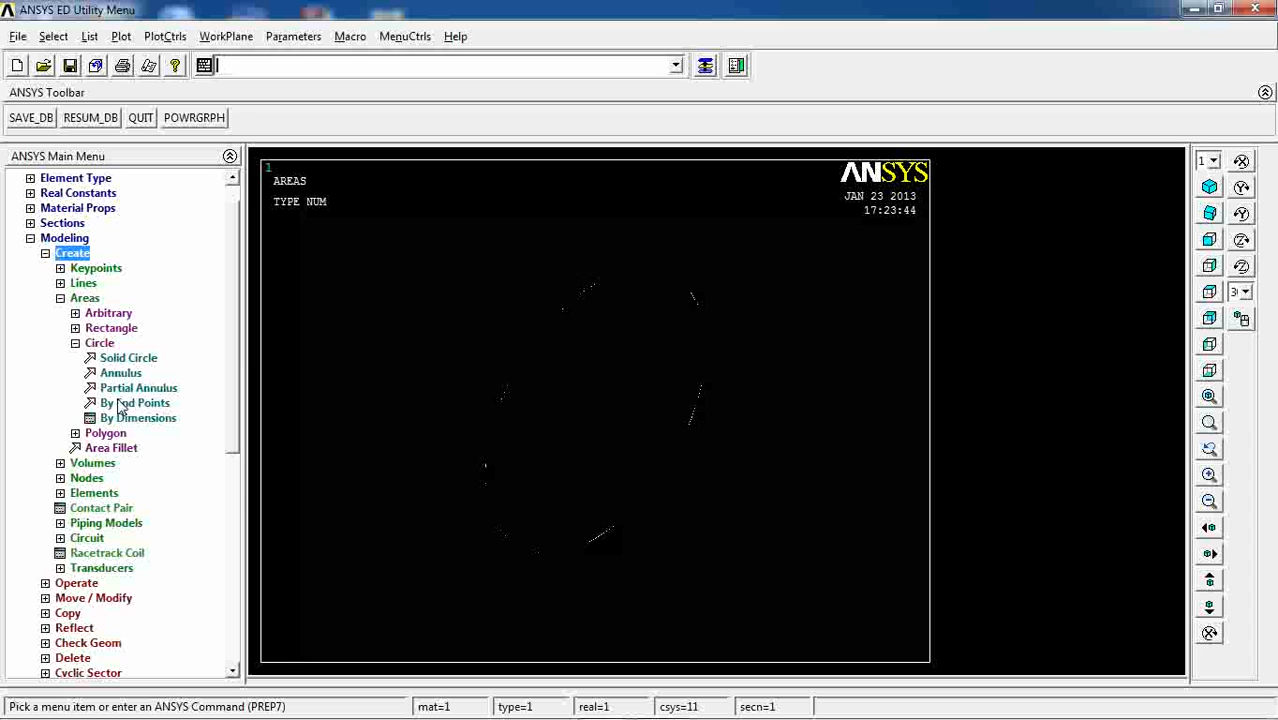 ANSYS ED Utility Menu
File Select List Plot PlotCtrls WorkPlane Parameters Macro MenuCtrls Help
ANSYS Toolbar
SAVE_DB RESUM_DB QUIT POWRGRPH
ANSYS Main Menu
Element Type
Real Constants
Material Props
Sections
Modeling
Create
Keypoints
Lines
Areas
Arbitrary
Rectangle
Circle
Solid Circle
Annulus
Partial Annulus
By End Points
By Dimensions
Polygon
Area Fillet
Volumes
Nodes
Elements
Contact Pair
Piping Models
Circuit
Racetrack Coil
Transducers
Operate
Move / Modify
Copy
Reflect
Check Geom
Delete
Cyclic Sector
1
AREAS
TYPE NUM
ANSYS
JAN 23 2013
17:23:44
1
Pick a menu item or enter an ANSYS Command (PREP7) mat=1 type=1 real=1 csys=11 secn=1